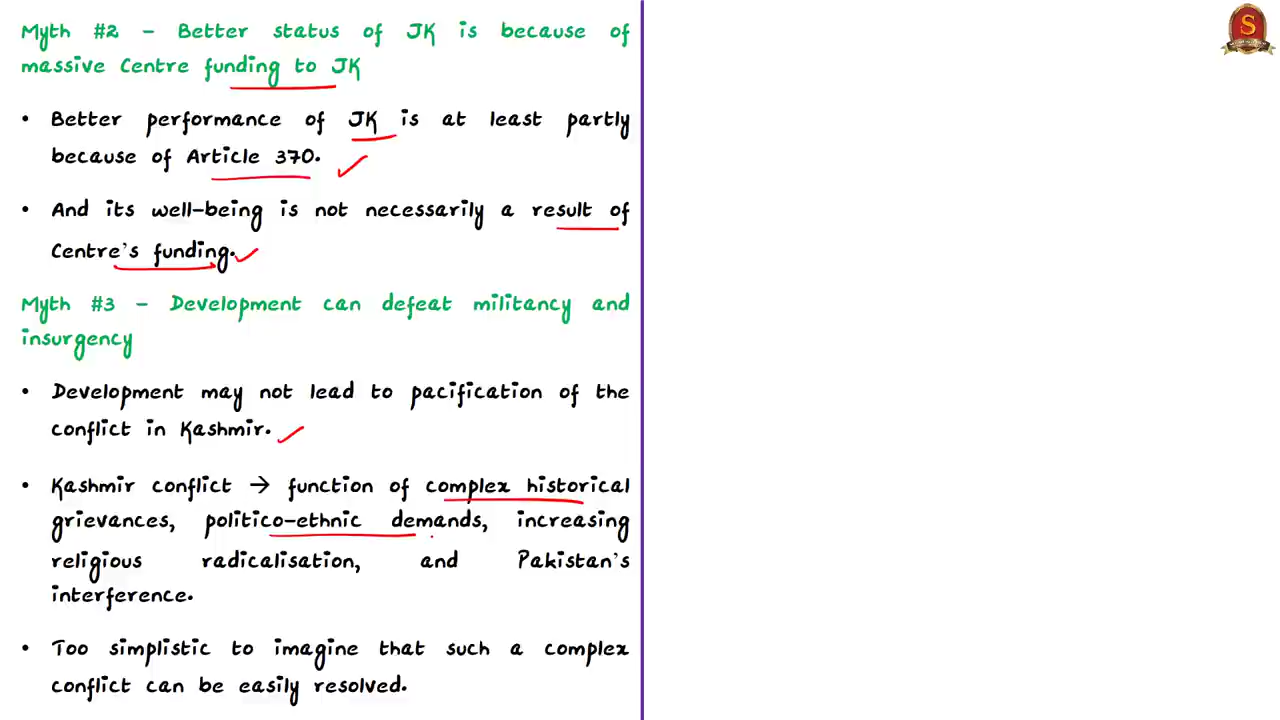 Myth #2 - Better status of JK is because of
massive Centre funding to JK
• Better performance of JK is at least partly
because of Article 370.
• And its well-being is not necessarily a result of
Centre's funding.
Myth #3 - Development can defeat militancy and
insurgency
• Development may not lead to pacification of the
conflict in Kashmir.
• Kashmir conflict → function of complex historical
grievances, politico-ethnic demands, increasing
religious radicalisation, and Pakistan's
interference.
• Too simplistic to imagine that such a complex
conflict can be easily resolved.
S